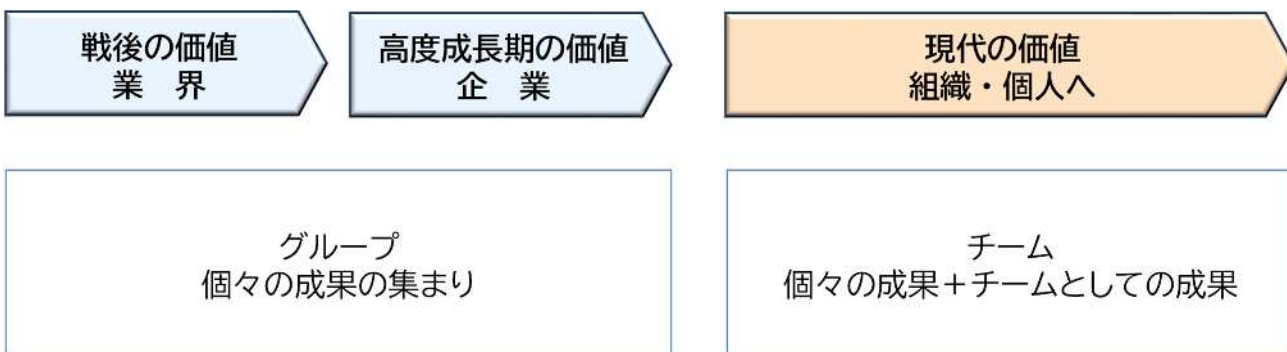 戦後の価値
業　界
高度成長期の価値
企　業
現代の価値
組織・個人へ
グループ
個々の成果の集まり
チーム
個々の成果＋チームとしての成果